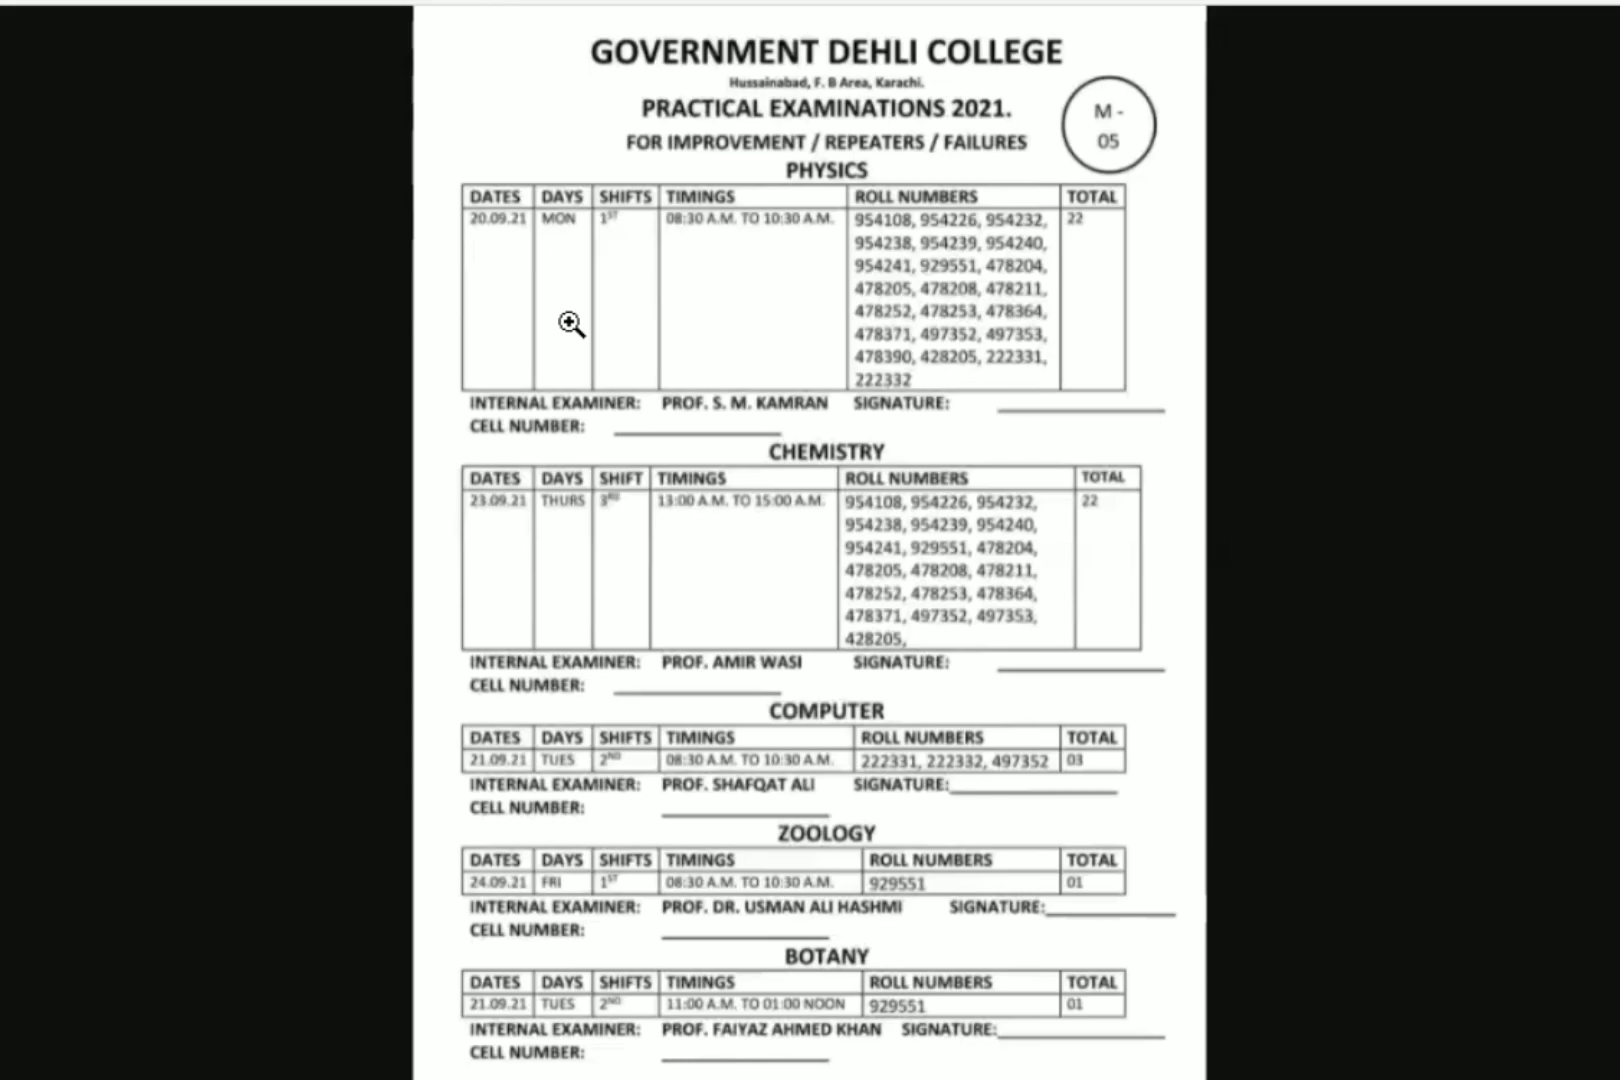 GOVERNMENT DEHLI COLLEGE
Hussainabad, F. B Area, Karachi.
PRACTICAL EXAMINATIONS 2021.
M -
05
FOR IMPROVEMENT / REPEATERS / FAILURES
PHYSICS
DATES DAYS SHIFTS TIMINGS ROLL NUMBERS TOTAL
20.09.21 MON 1ST 08:30 A.M. TO 10:30 A.M. 954108, 954226, 954232, 22
954238, 954239, 954240,
954241, 929551, 478204,
478205, 478208, 478211,
478252, 478253, 478364,
478371, 497352, 497353,
478390, 428205, 222331,
222332
INTERNAL EXAMINER: PROF. S. M. KAMRAN SIGNATURE:
CELL NUMBER:
CHEMISTRY
DATES DAYS SHIFT TIMINGS ROLL NUMBERS TOTAL
23.09.21 THURS 3RD 13:00 A.M. TO 15:00 A.M. 954108, 954226, 954232, 22
954238, 954239, 954240,
954241, 929551, 478204,
478205, 478208, 478211,
478252, 478253, 478364,
478371, 497352, 497353,
428205,
INTERNAL EXAMINER: PROF. AMIR WASI SIGNATURE:
CELL NUMBER:
COMPUTER
DATES DAYS SHIFTS TIMINGS ROLL NUMBERS TOTAL
21.09.21 TUES 2ND 08:30 A.M. TO 10:30 A.M. 222331, 222332, 497352 03
INTERNAL EXAMINER: PROF. SHAFQAT ALI SIGNATURE:
CELL NUMBER:
ZOOLOGY
DATES DAYS SHIFTS TIMINGS ROLL NUMBERS TOTAL
24.09.21 FRI 1ST 08:30 A.M. TO 10:30 A.M. 929551 01
INTERNAL EXAMINER: PROF. DR. USMAN ALI HASHMI SIGNATURE:
CELL NUMBER:
BOTANY
DATES DAYS SHIFTS TIMINGS ROLL NUMBERS TOTAL
21.09.21 TUES 2ND 11:00 A.M. TO 01:00 NOON 929551 01
INTERNAL EXAMINER: PROF. FAIYAZ AHMED KHAN SIGNATURE:
CELL NUMBER: